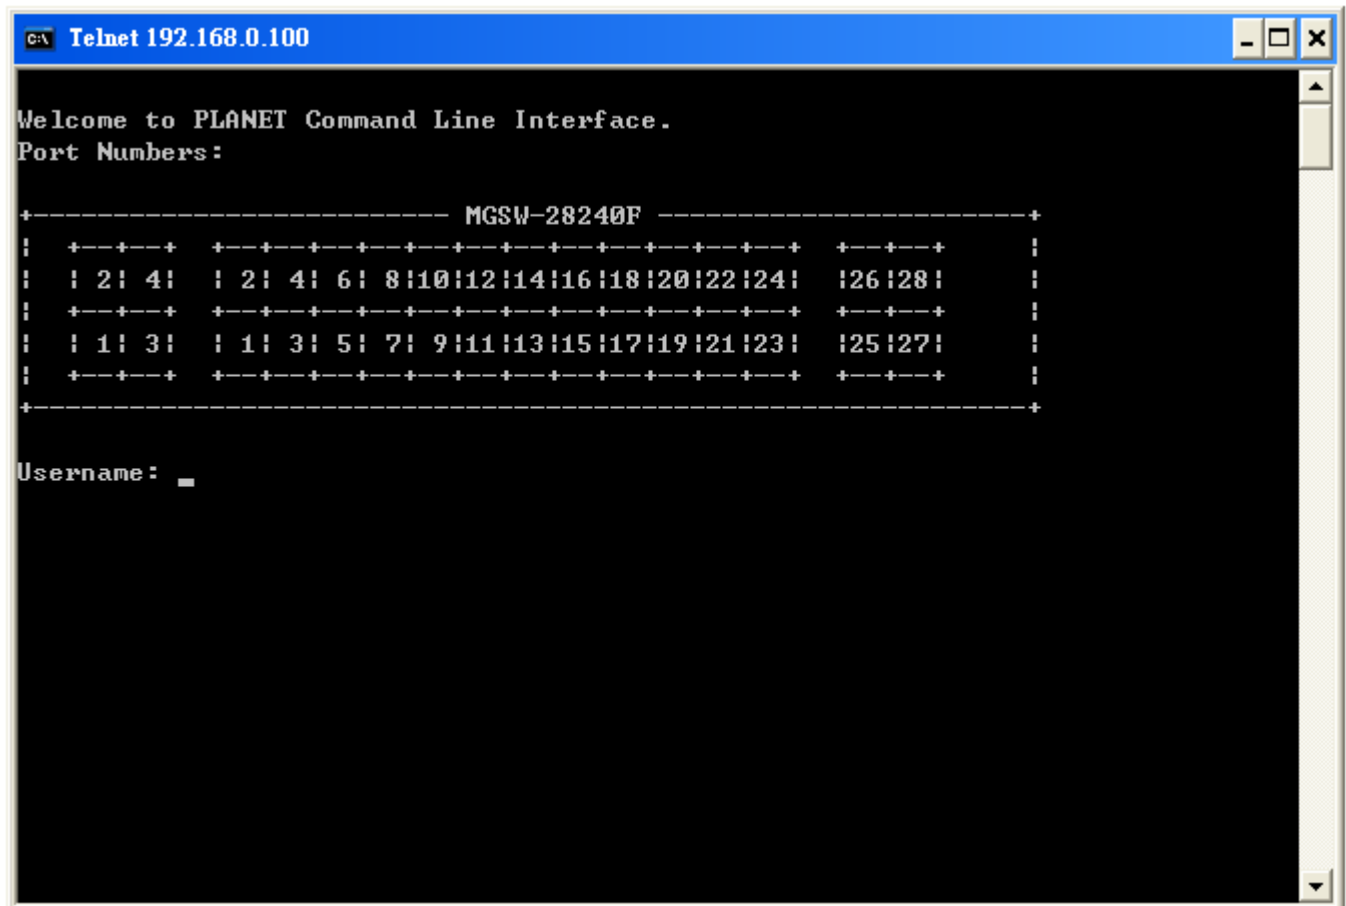 Telnet 192.168.0.100
Welcome to PLANET Command Line Interface.
Port Numbers:
+-------------------------- MGSW-28240F -----------------------+
|  +--+--+  +--+--+--+--+--+--+--+--+--+--+--+--+  +--+--+     |
|  | 2| 4|  | 2| 4| 6| 8|10|12|14|16|18|20|22|24|  |26|28|     |
|  +--+--+  +--+--+--+--+--+--+--+--+--+--+--+--+  +--+--+     |
|  | 1| 3|  | 1| 3| 5| 7| 9|11|13|15|17|19|21|23|  |25|27|     |
|  +--+--+  +--+--+--+--+--+--+--+--+--+--+--+--+  +--+--+     |
+--------------------------------------------------------------+
Username: _